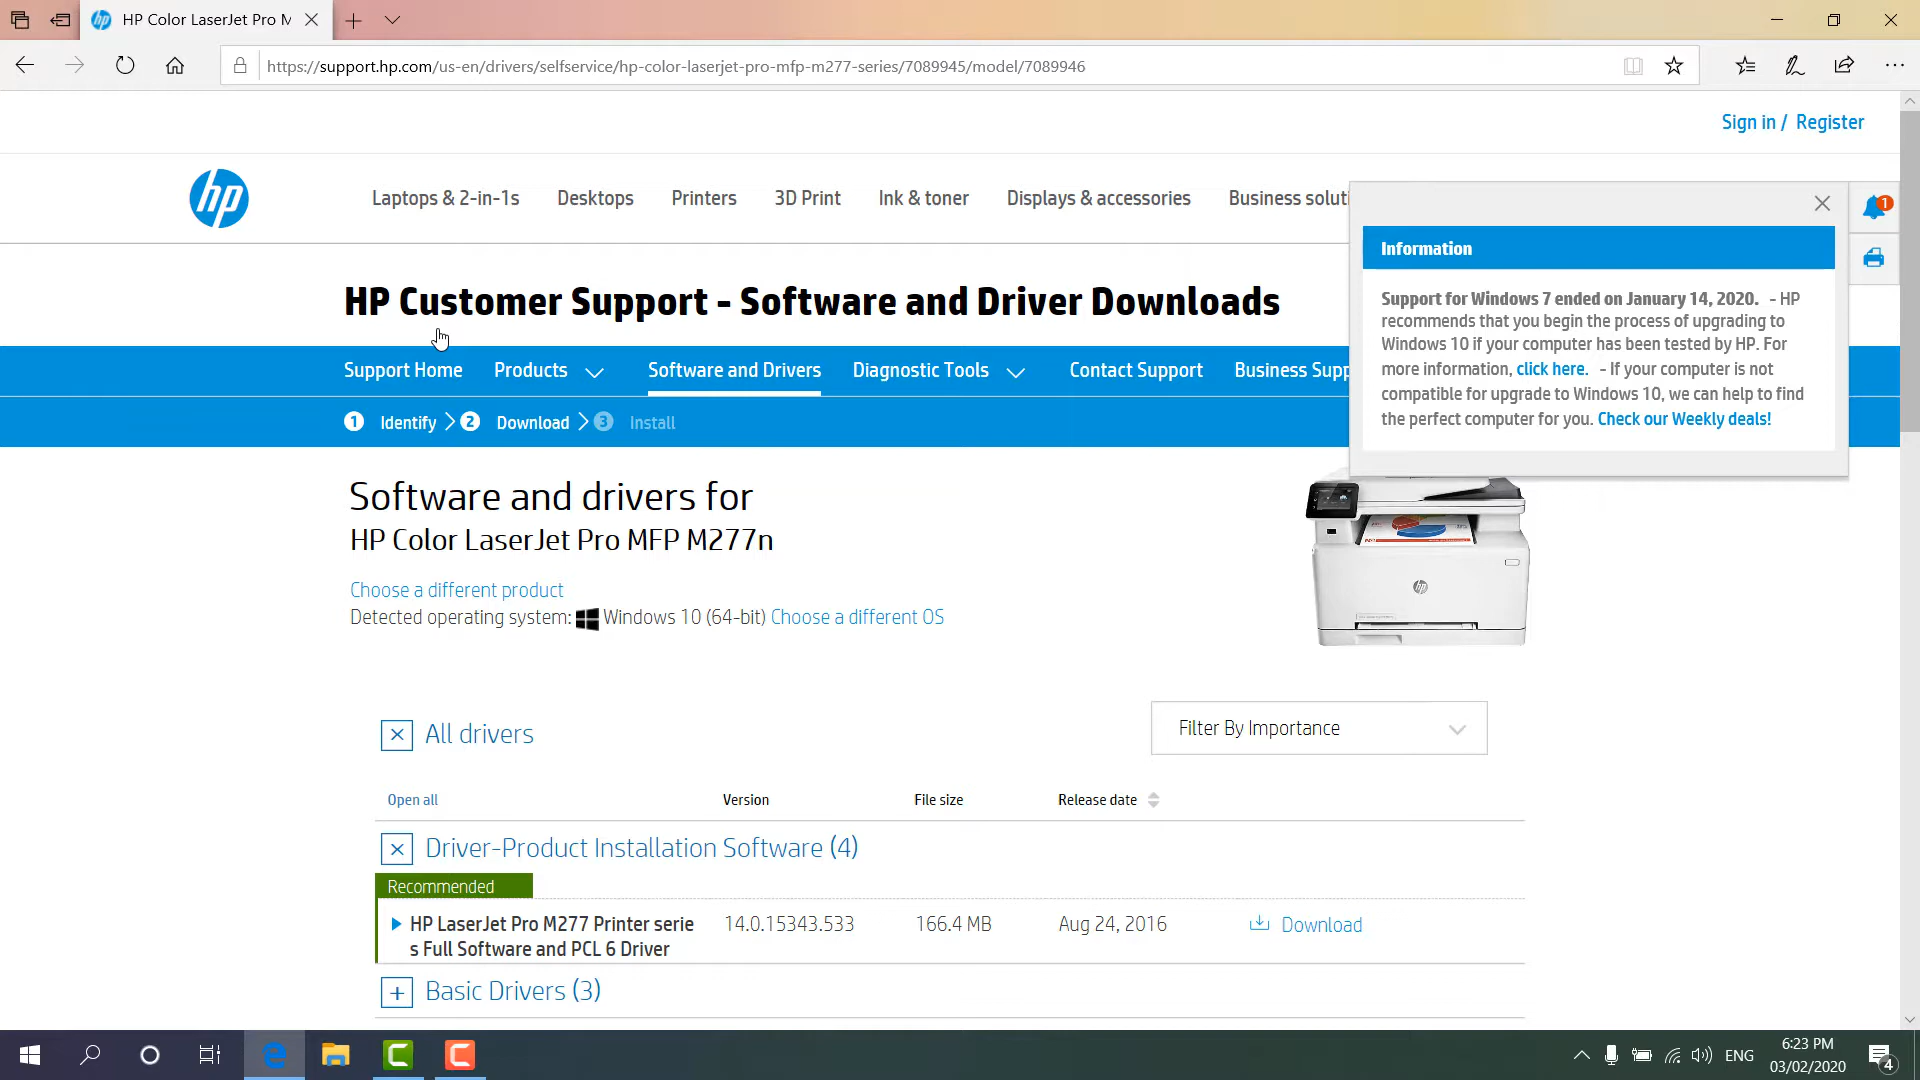 HP Color LaserJet Pro M
https://support.hp.com/us-en/drivers/selfservice/hp-color-laserjet-pro-mfp-m277-series/7089945/model/7089946
Sign in / Register
hp
Laptops & 2-in-1s Desktops Printers 3D Print Ink & toner Displays & accessories Business soluti
1
Information
Support for Windows 7 ended on January 14, 2020. - HP
recommends that you begin the process of upgrading to
Windows 10 if your computer has been tested by HP. For
more information, click here. - If your computer is not
compatible for upgrade to Windows 10, we can help to find
the perfect computer for you. Check our Weekly deals!
HP Customer Support - Software and Driver Downloads
Support Home Products Software and Drivers Diagnostic Tools Contact Support Business Supp
1 Identify 2 Download 3 Install
Software and drivers for
HP Color LaserJet Pro MFP M277n
Choose a different product
Detected operating system: Windows 10 (64-bit) Choose a different OS
All drivers
Filter By Importance
Open all Version File size Release date
Driver-Product Installation Software (4)
Recommended
HP LaserJet Pro M277 Printer serie
s Full Software and PCL 6 Driver
14.0.15343.533 166.4 MB Aug 24, 2016 Download
Basic Drivers (3)
ENG
6:23 PM
03/02/2020
4